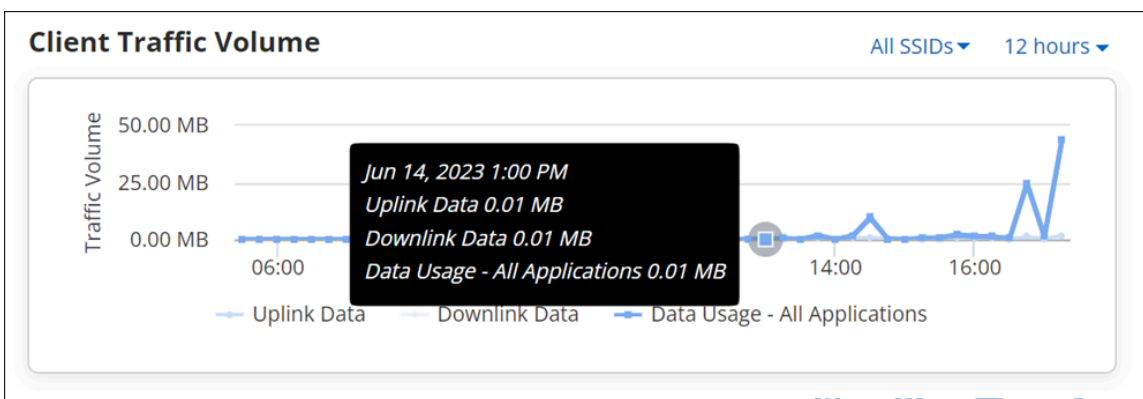 Client Traffic Volume
All SSIDs 12 hours
Traffic Volume
50.00 MB
25.00 MB
0.00 MB
Jun 14, 2023 1:00 PM
Uplink Data 0.01 MB
Downlink Data 0.01 MB
Data Usage - All Applications 0.01 MB
06:00 14:00 16:00
Uplink Data Downlink Data Data Usage - All Applications